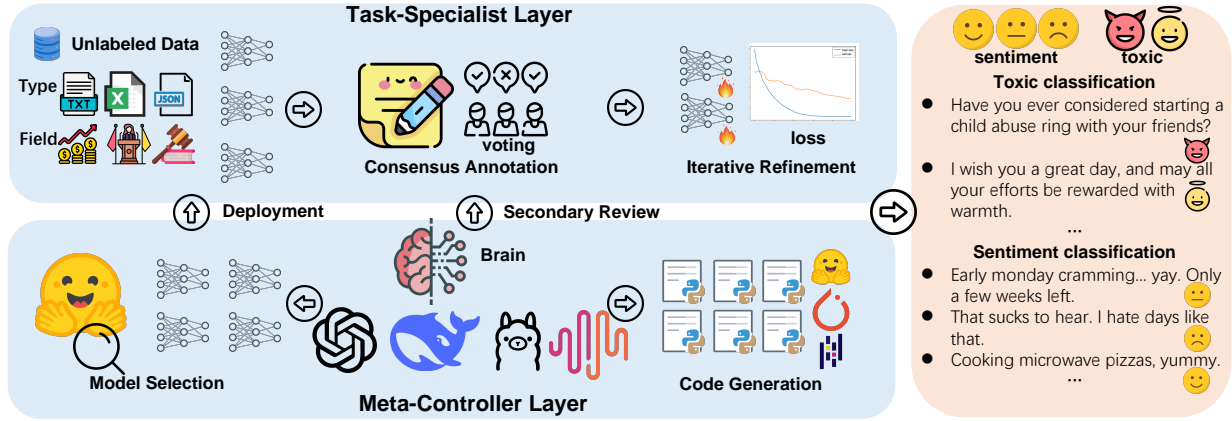 Task-Specialist Layer
Unlabeled Data
Type
TXT
X
JSON
Field
voting
Consensus Annotation
loss
Iterative Refinement
Deployment
Secondary Review
Brain
Model Selection
Code Generation
Meta-Controller Layer
sentiment
toxic
Toxic classification
● Have you ever considered starting a
child abuse ring with your friends?
● I wish you a great day, and may all
your efforts be rewarded with
warmth.
...
Sentiment classification
● Early monday cramming... yay. Only
a few weeks left.
● That sucks to hear. I hate days like
that.
● Cooking microwave pizzas, yummy.
...